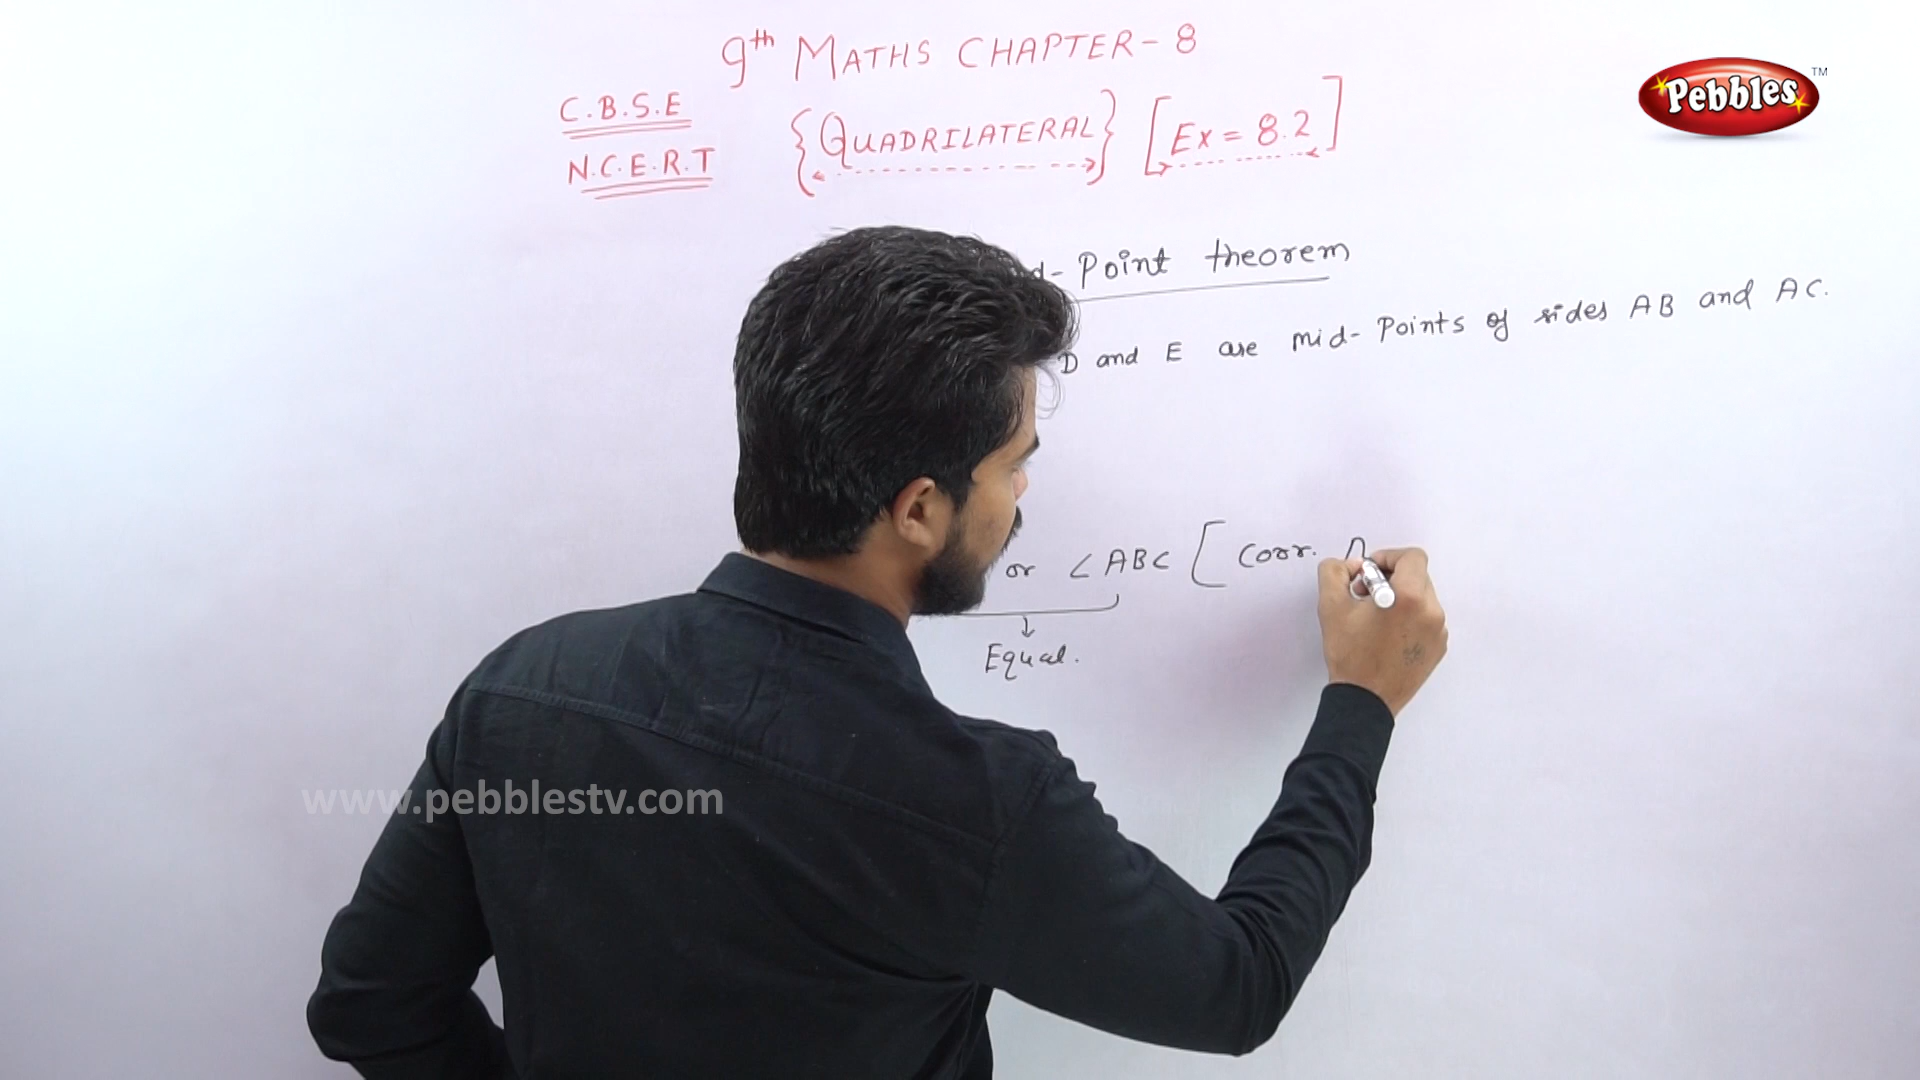 9th MATHS CHAPTER-8
C.B.S.E
N.C.E.R.T
{QUADRILATERAL} [Ex = 8.2]
Pebbles TM
d-Point theorem
D and E are mid-Points of sides AB and AC.
or ∠ABC [Corr.
Equal.
www.pebblestv.com